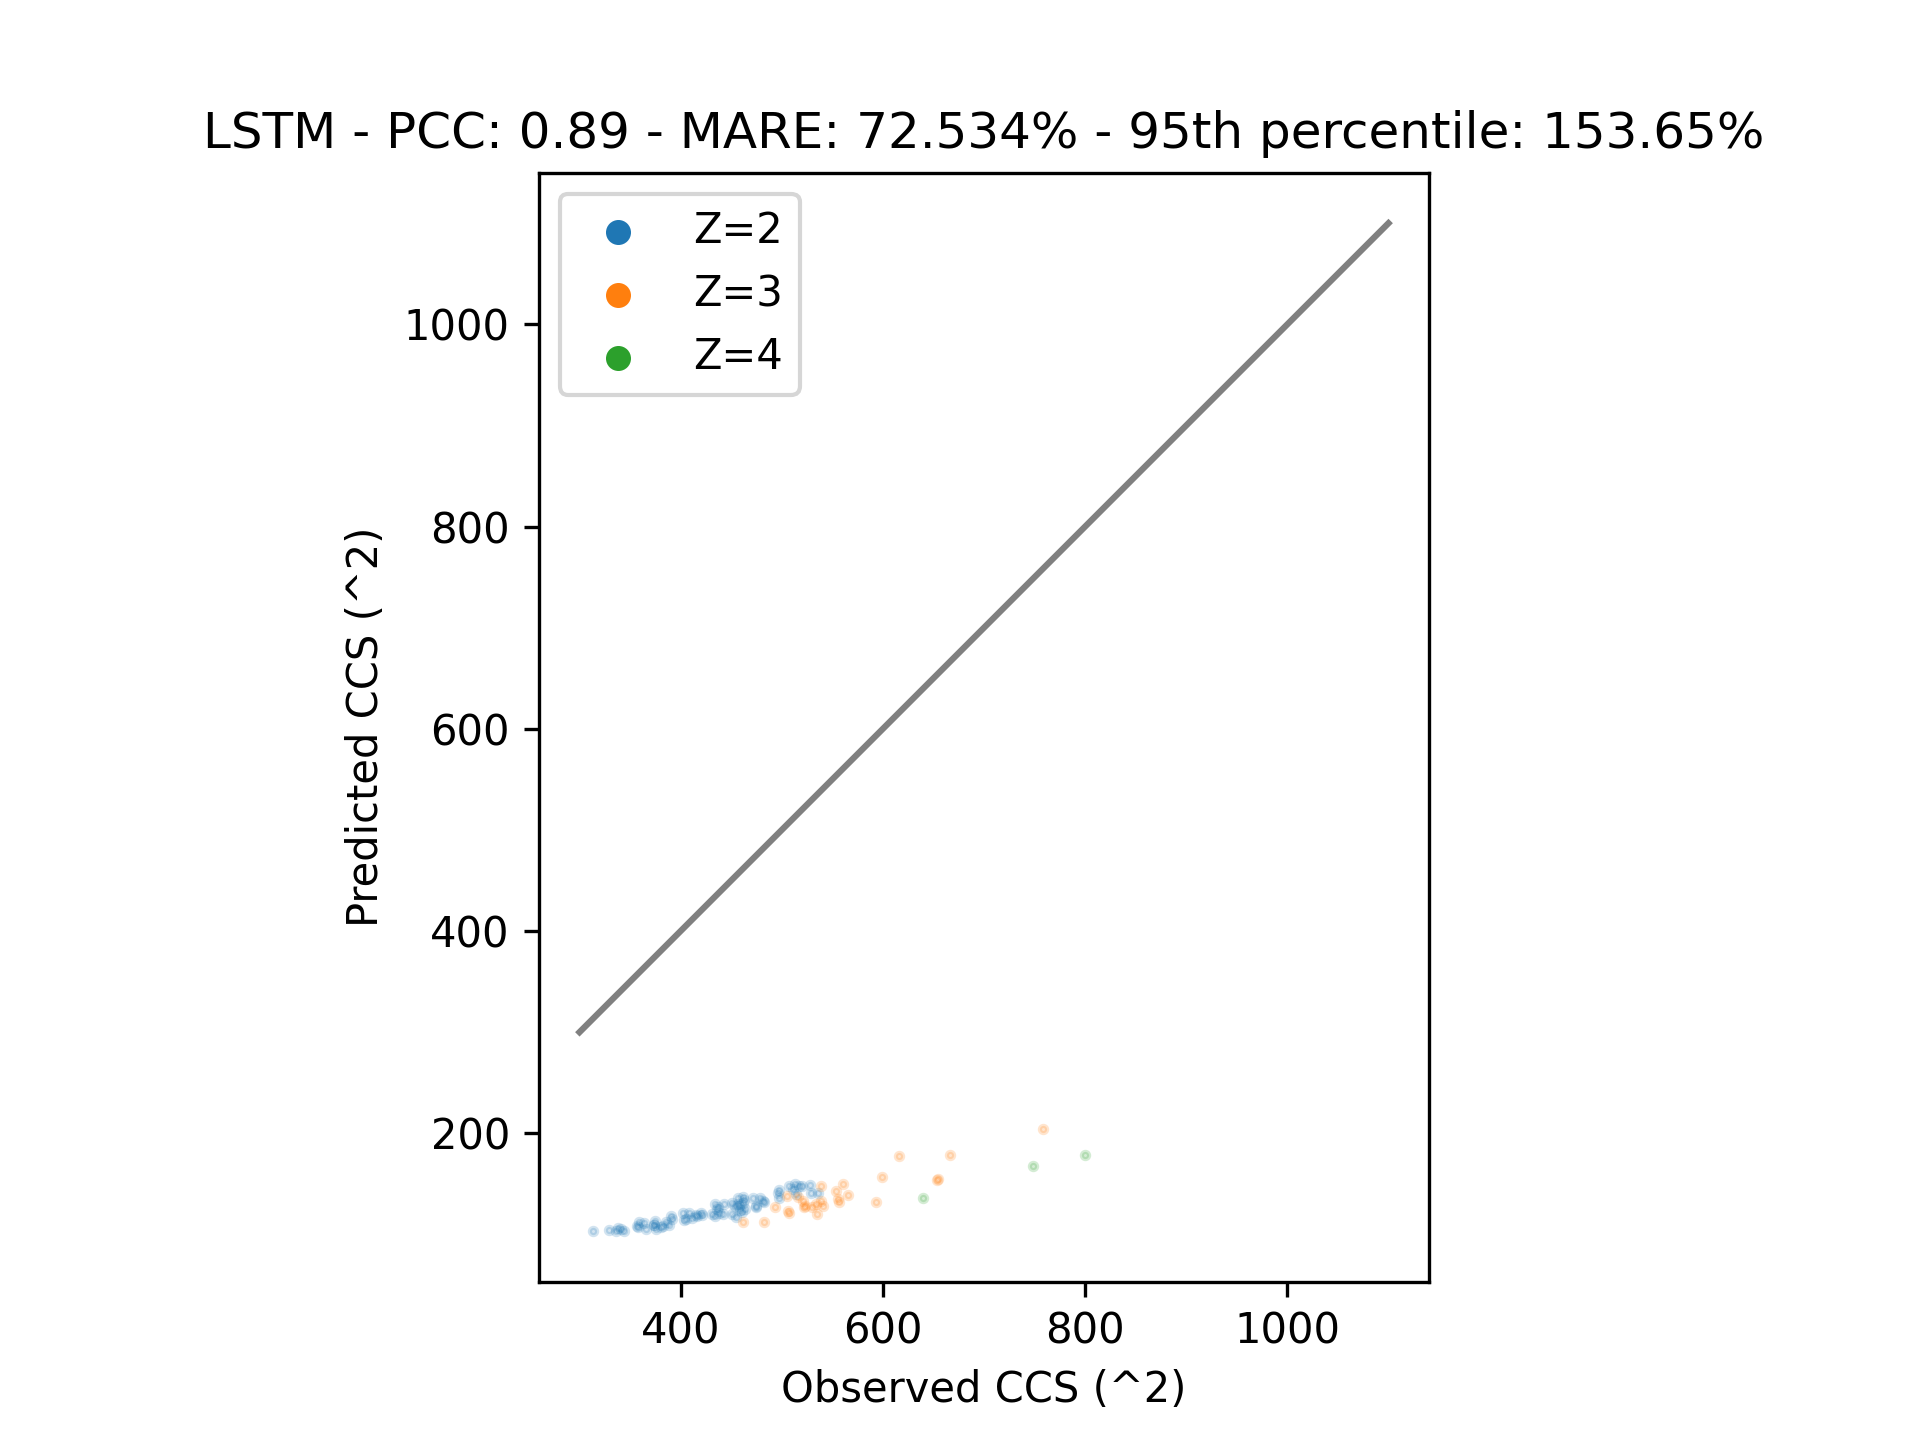 LSTM - PCC: 0.89 - MARE: 72.534% - 95th percentile: 153.65%
Z=2
Z=3
Z=4
1000
800
600
400
200
Predicted CCS (^2)
400 600 800 1000
Observed CCS (^2)